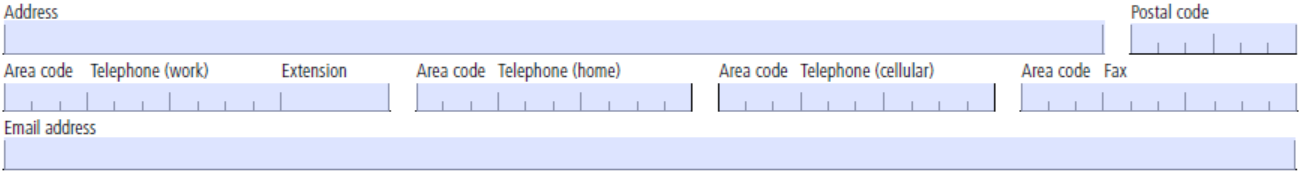 Address Postal code
Area code Telephone (work) Extension Area code Telephone (home) Area code Telephone (cellular) Area code Fax
Email address